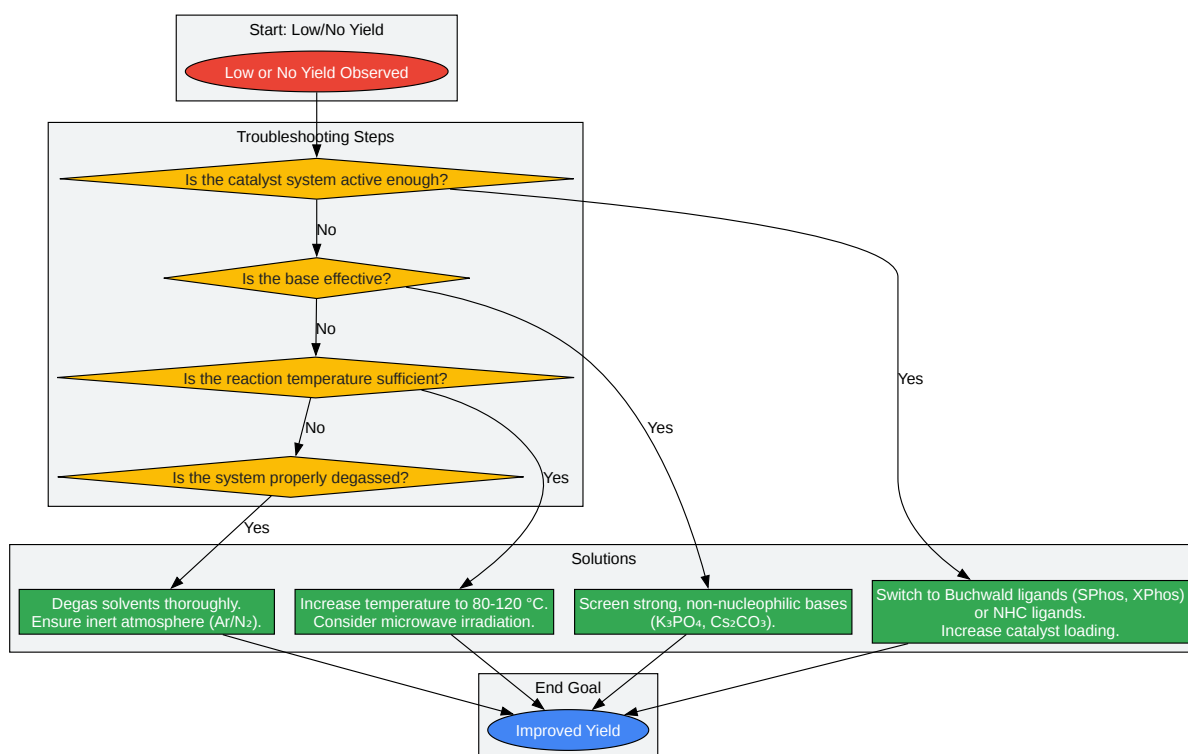 Start: Low/No Yield
Low or No Yield Observed
Troubleshooting Steps
Is the catalyst system active enough?
No
Is the base effective?
No
Is the reaction temperature sufficient?
Yes
No
Yes
Is the system properly degassed?
Yes
Yes
Solutions
Degas solvents thoroughly.
Ensure inert atmosphere (Ar/N₂).
Increase temperature to 80-120 °C.
Consider microwave irradiation.
Screen strong, non-nucleophilic bases
(K₃PO₄, Cs₂CO₃).
Switch to Buchwald ligands (SPhos, XPhos)
or NHC ligands.
Increase catalyst loading.
End Goal
Improved Yield